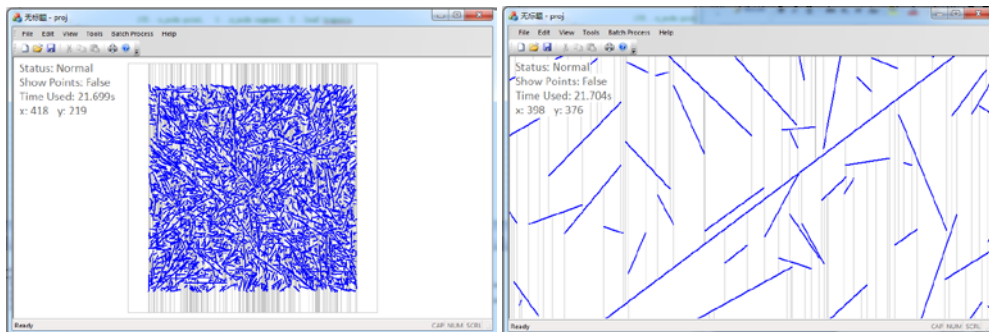 无标题 - proj
File Edit View Tools Batch Process Help
Status: Normal
Show Points: False
Time Used: 21.699s
x: 418 y: 219
Ready
CAP NUM SCRL
无标题 - proj
File Edit View Tools Batch Process Help
Status: Normal
Show Points: False
Time Used: 21.704s
x: 398 y: 376
Ready
CAP NUM SCRL